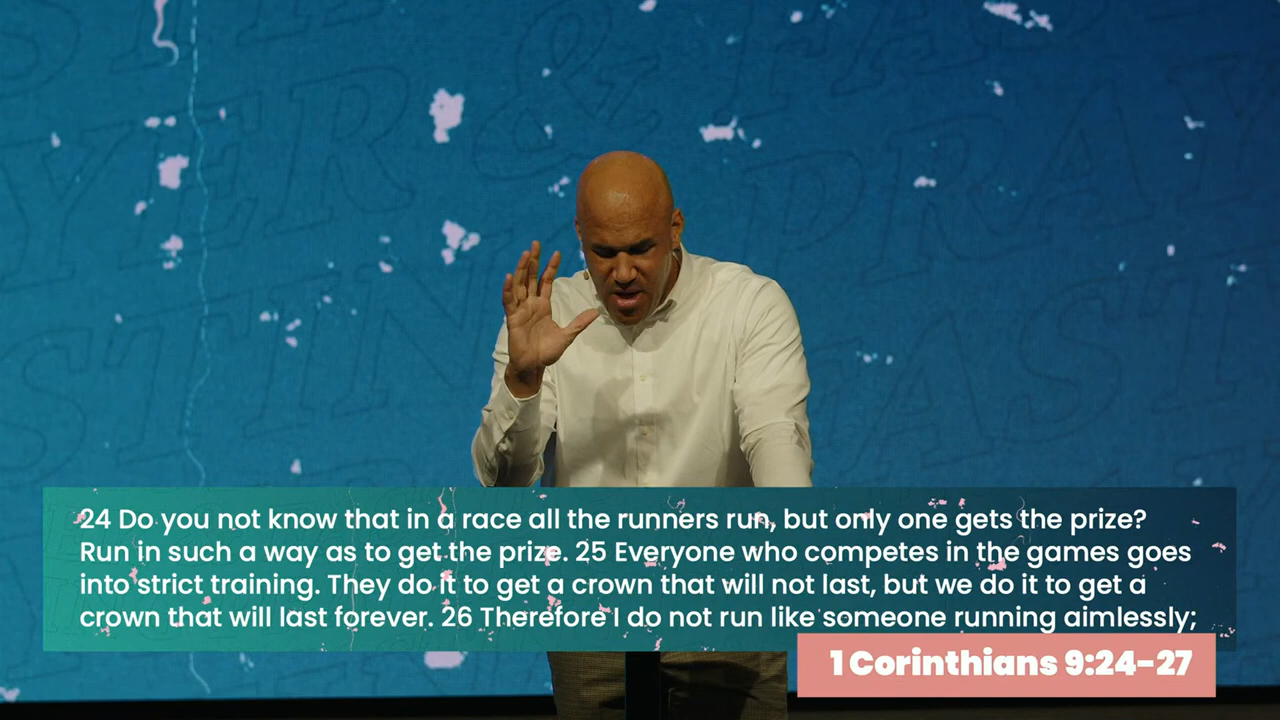 24 Do you not know that in a race all the runners run, but only one gets the prize?
Run in such a way as to get the prize. 25 Everyone who competes in the games goes
into strict training. They do it to get a crown that will not last, but we do it to get a
crown that will last forever. 26 Therefore I do not run like someone running aimlessly;
1 Corinthians 9:24-27